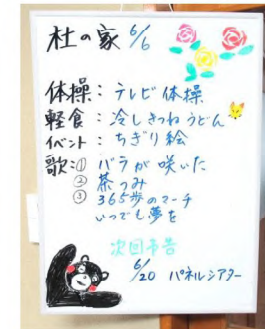 杜の家 6/6
体操：テレビ体操
軽食：冷しきつねうどん
イベント：ちぎり絵
歌：① バラが咲いた
② 茶つみ
③ 365歩のマーチ
いつでも夢を
次回予告
6/20 パネルシアター